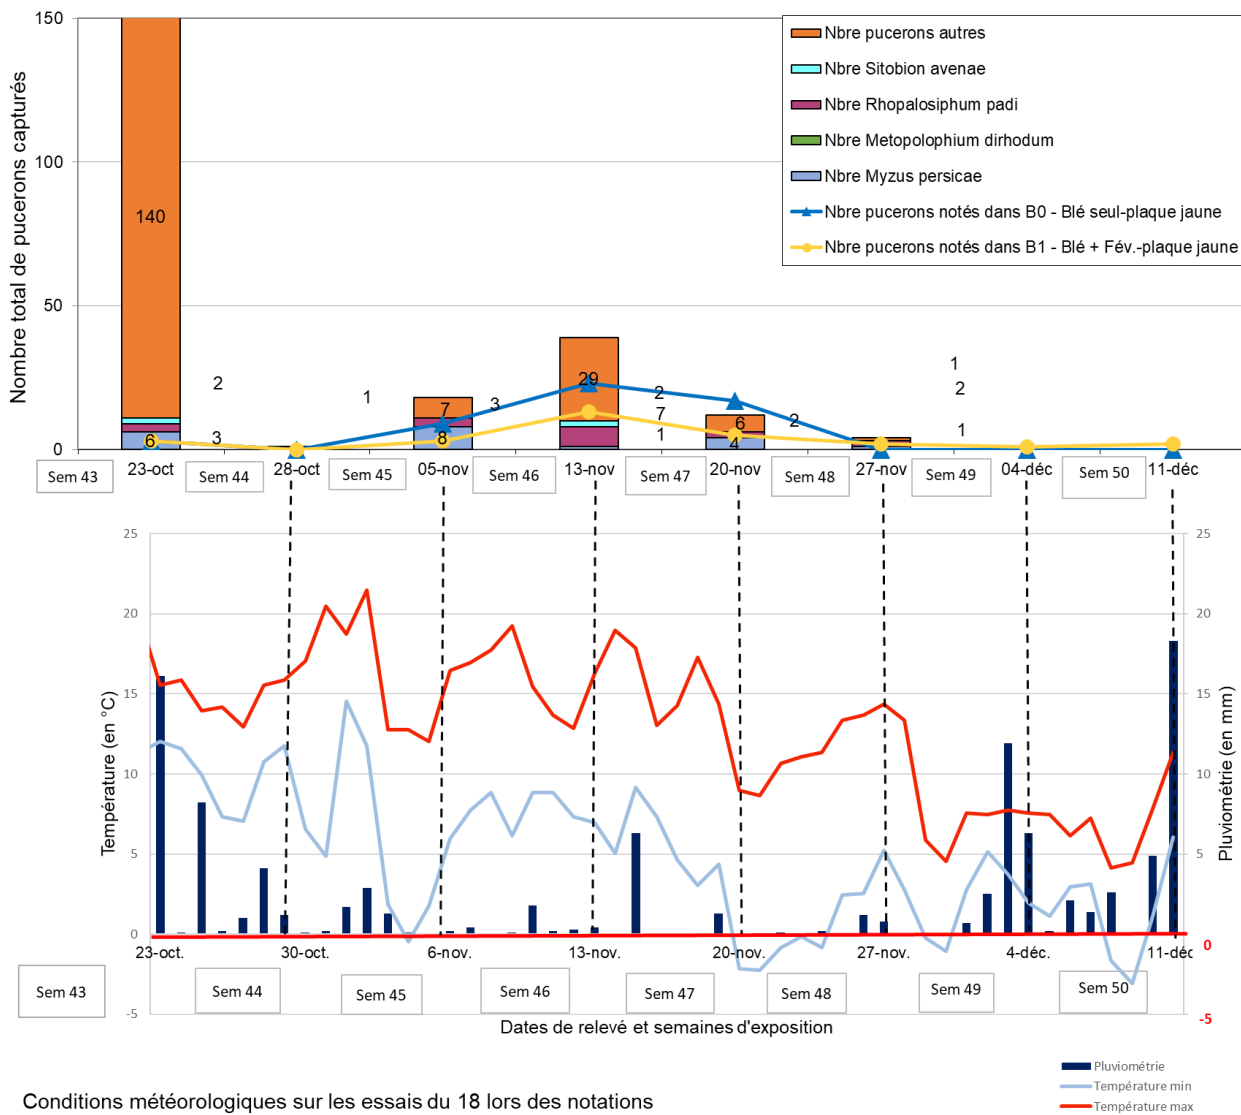 150
Nbre pucerons autres
Nbre Sitobion avenae
Nbre Rhopalosiphum padi
Nbre Metopolophium dirhodum
Nbre Myzus persicae
Nbre pucerons notés dans B0 - Blé seul-plaque jaune
Nbre pucerons notés dans B1 - Blé + Fév.-plaque jaune
Nombre total de pucerons capturés
100
50
0
140
6
2
3
1
7
8
3
29
2
7
1
6
4
2
1
2
1
23-oct
28-oct
05-nov
13-nov
20-nov
27-nov
04-déc
11-déc
Sem 43
Sem 44
Sem 45
Sem 46
Sem 47
Sem 48
Sem 49
Sem 50
Température (en °C)
25
20
15
10
5
0
-5
Pluviométrie (en mm)
25
20
15
10
5
0
-5
23-oct.
30-oct.
6-nov.
13-nov.
20-nov.
27-nov.
4-déc.
11-déc
Sem 43
Sem 44
Sem 45
Sem 46
Sem 47
Sem 48
Sem 49
Sem 50
Dates de relevé et semaines d'exposition
Pluviométrie
Température min
Température max
Conditions météorologiques sur les essais du 18 lors des notations